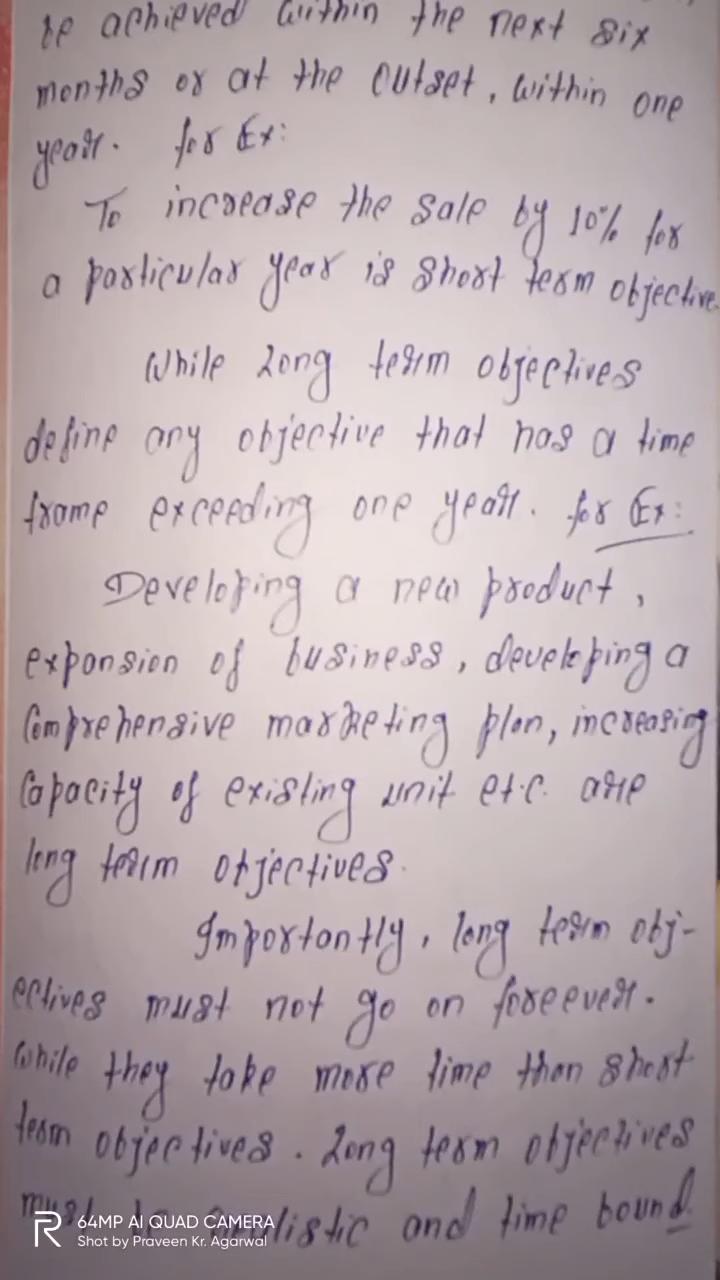 be achieved within the next six
months or at the outset, within one
year. for Ex:
To increase the sale by 10% for
a particular year is short term objective.
While Long term objectives
define any objective that has a time
frame exceeding one year. for Ex:
Developing a new product,
expansion of business, developing a
Comprehensive marketing plan, increasing
Capacity of existing unit et.c. are
long term objectives.
Importantly, long term obj-
ectives must not go on foreever.
While they take more time than short
term objectives. Long term objectives
must and time bound.
64MP AI QUAD CAMERA
Shot by Praveen Kr. Agarwal